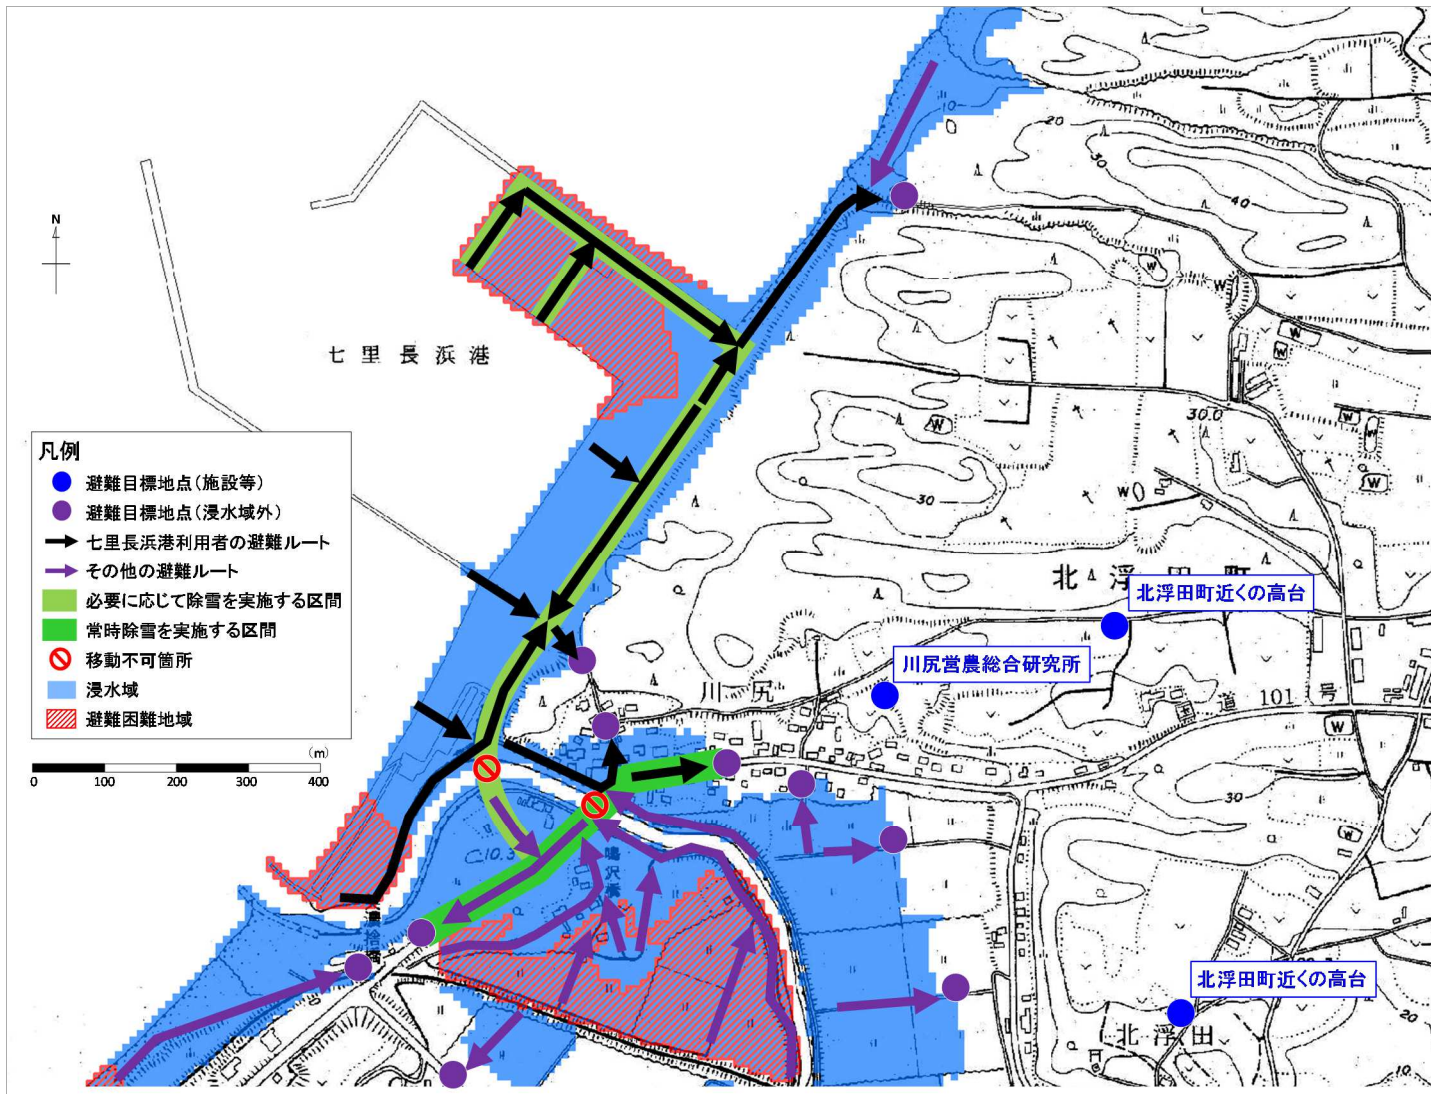 N
10
20
30
40
七里長浜港
30.0
30
凡例
避難目標地点(施設等)
避難目標地点(浸水域外)
七里長浜港利用者の避難ルート
その他の避難ルート
必要に応じて除雪を実施する区間
常時除雪を実施する区間
移動不可箇所
浸水域
避難困難地域
(m)
0 100 200 300 400
北浮田町
北浮田町近くの高台
川尻営農総合研究所
川尻
道 101 号
W
30
10.3
鳴沢橋
北浮田町近くの高台
北浮田
20
10